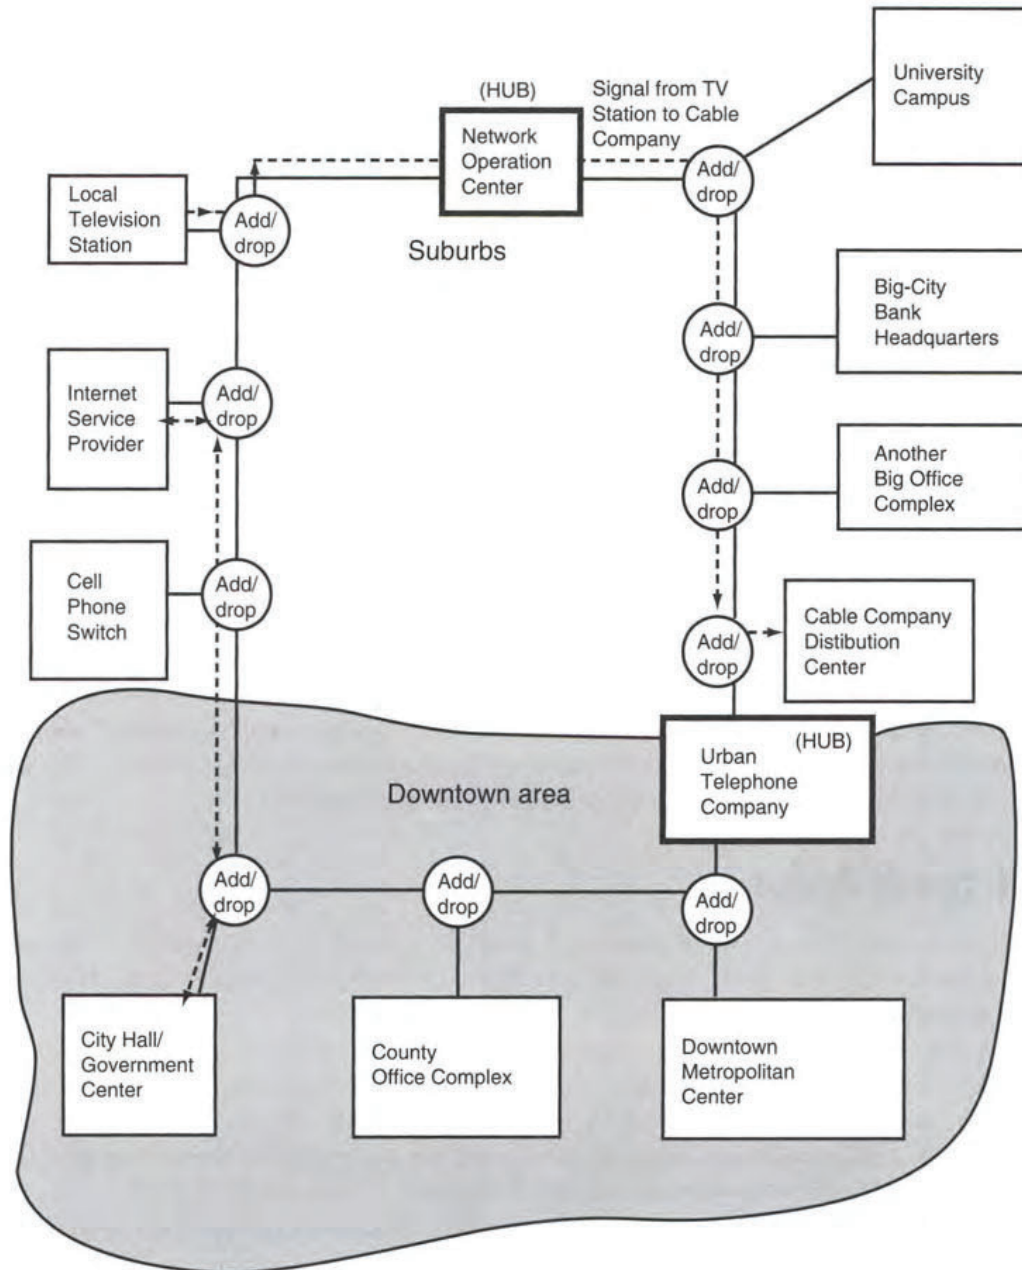 (HUB)
Network
Operation
Center
Signal from TV
Station to Cable
Company
University
Campus
Add/
drop
Local
Television
Station
Add/
drop
Suburbs
Add/
drop
Big-City
Bank
Headquarters
Internet
Service
Provider
Add/
drop
Add/
drop
Another
Big Office
Complex
Cell
Phone
Switch
Add/
drop
Add/
drop
Cable Company
Distibution
Center
(HUB)
Urban
Telephone
Company
Downtown area
Add/
drop
Add/
drop
Add/
drop
City Hall/
Government
Center
County
Office Complex
Downtown
Metropolitan
Center